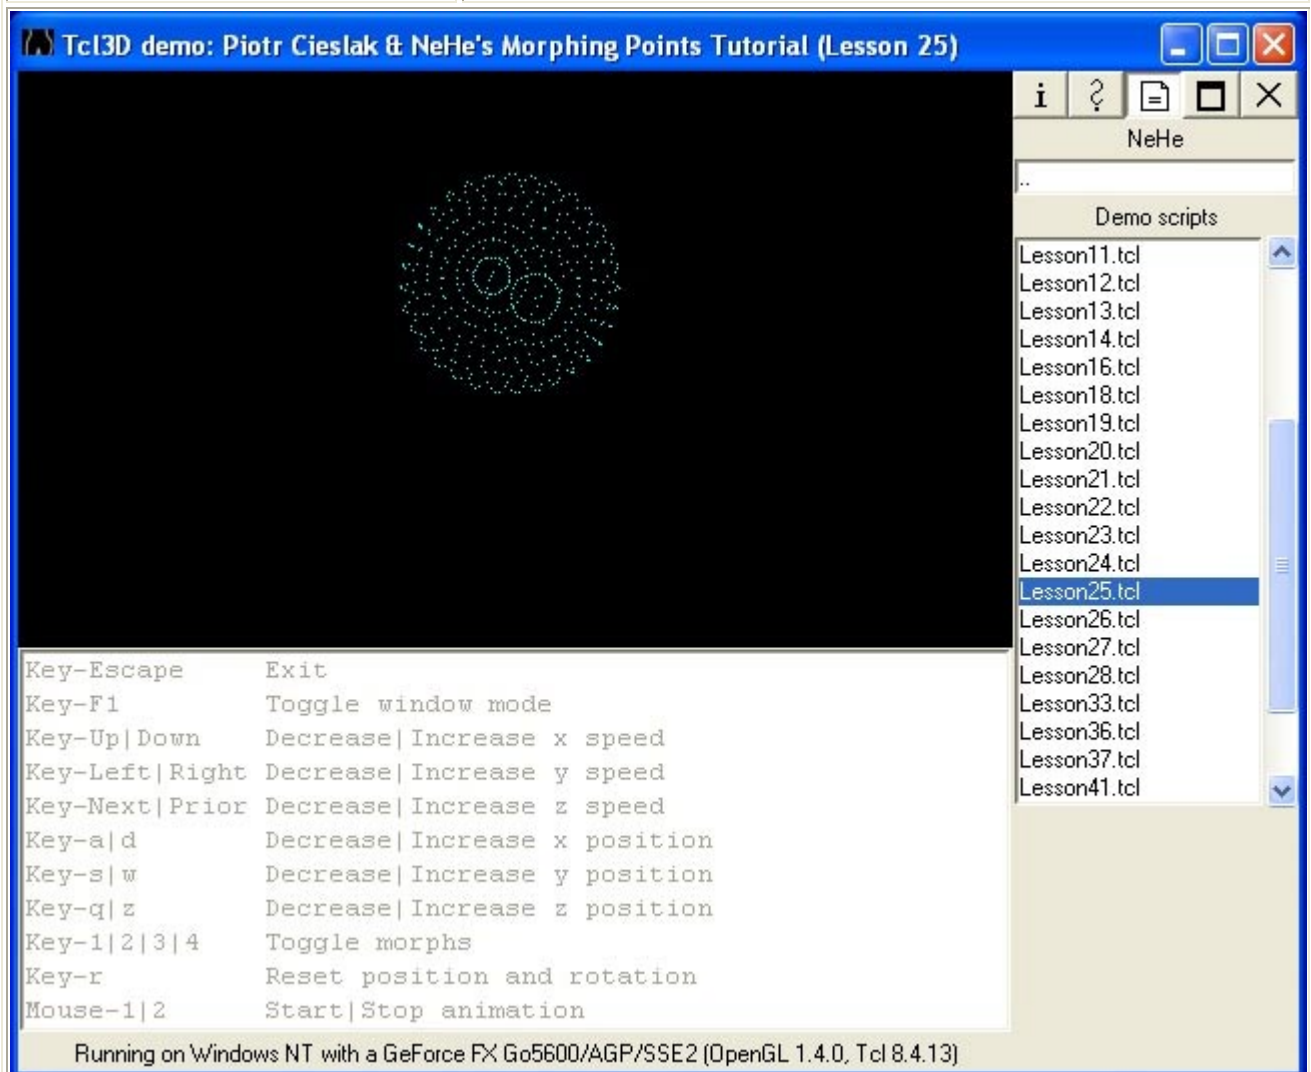 Tcl3D demo: Piotr Cieslak & NeHe's Morphing Points Tutorial (Lesson 25)
NeHe
..
Demo scripts
Lesson11.tcl
Lesson12.tcl
Lesson13.tcl
Lesson14.tcl
Lesson16.tcl
Lesson18.tcl
Lesson19.tcl
Lesson20.tcl
Lesson21.tcl
Lesson22.tcl
Lesson23.tcl
Lesson24.tcl
Lesson25.tcl
Lesson26.tcl
Lesson27.tcl
Lesson28.tcl
Lesson33.tcl
Lesson36.tcl
Lesson37.tcl
Lesson41.tcl
Key-Escape Exit
Key-F1 Toggle window mode
Key-Up|Down Decrease|Increase x speed
Key-Left|Right Decrease|Increase y speed
Key-Next|Prior Decrease|Increase z speed
Key-a|d Decrease|Increase x position
Key-s|w Decrease|Increase y position
Key-q|z Decrease|Increase z position
Key-1|2|3|4 Toggle morphs
Key-r Reset position and rotation
Mouse-1|2 Start|Stop animation
Running on Windows NT with a GeForce FX Go5600/AGP/SSE2 (OpenGL 1.4.0, Tcl 8.4.13)